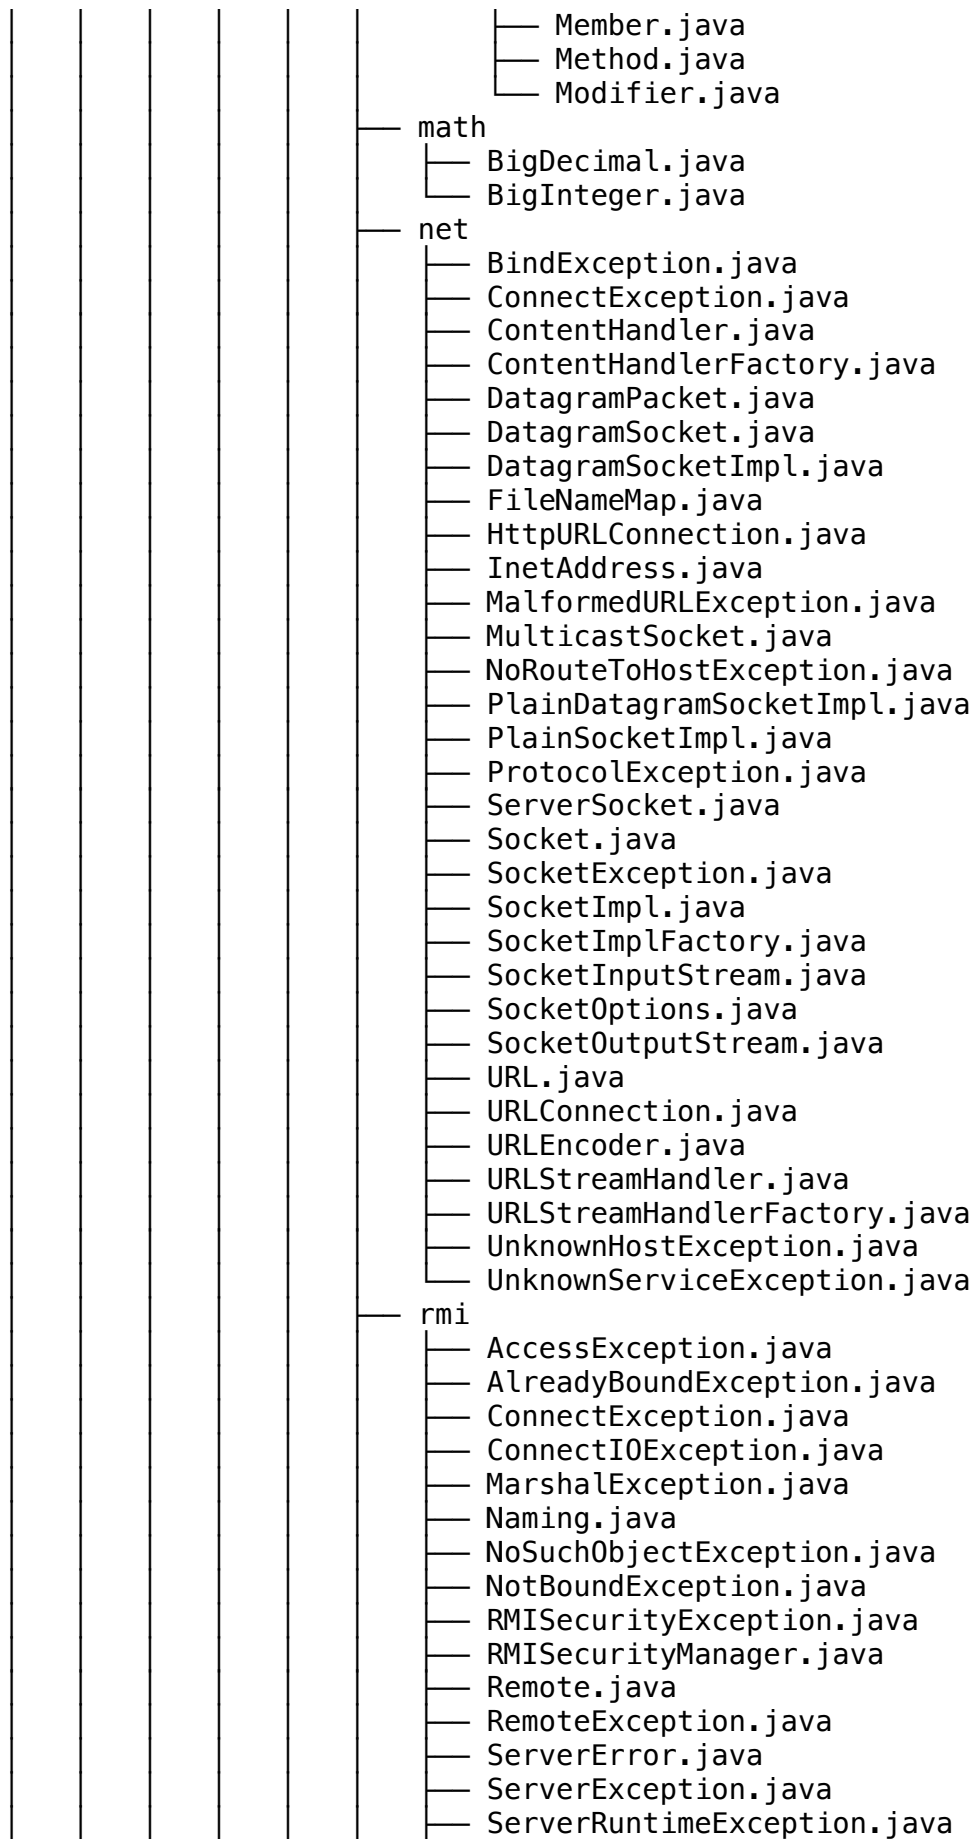 │   │   │   │   │   │       ├── Member.java
│   │   │   │   │   │       ├── Method.java
│   │   │   │   │   │       └── Modifier.java
│   │   │   │   │   ├── math
│   │   │   │   │   │   ├── BigDecimal.java
│   │   │   │   │   │   └── BigInteger.java
│   │   │   │   │   ├── net
│   │   │   │   │   │   ├── BindException.java
│   │   │   │   │   │   ├── ConnectException.java
│   │   │   │   │   │   ├── ContentHandler.java
│   │   │   │   │   │   ├── ContentHandlerFactory.java
│   │   │   │   │   │   ├── DatagramPacket.java
│   │   │   │   │   │   ├── DatagramSocket.java
│   │   │   │   │   │   ├── DatagramSocketImpl.java
│   │   │   │   │   │   ├── FileNameMap.java
│   │   │   │   │   │   ├── HttpURLConnection.java
│   │   │   │   │   │   ├── InetAddress.java
│   │   │   │   │   │   ├── MalformedURLException.java
│   │   │   │   │   │   ├── MulticastSocket.java
│   │   │   │   │   │   ├── NoRouteToHostException.java
│   │   │   │   │   │   ├── PlainDatagramSocketImpl.java
│   │   │   │   │   │   ├── PlainSocketImpl.java
│   │   │   │   │   │   ├── ProtocolException.java
│   │   │   │   │   │   ├── ServerSocket.java
│   │   │   │   │   │   ├── Socket.java
│   │   │   │   │   │   ├── SocketException.java
│   │   │   │   │   │   ├── SocketImpl.java
│   │   │   │   │   │   ├── SocketImplFactory.java
│   │   │   │   │   │   ├── SocketInputStream.java
│   │   │   │   │   │   ├── SocketOptions.java
│   │   │   │   │   │   ├── SocketOutputStream.java
│   │   │   │   │   │   ├── URL.java
│   │   │   │   │   │   ├── URLConnection.java
│   │   │   │   │   │   ├── URLEncoder.java
│   │   │   │   │   │   ├── URLStreamHandler.java
│   │   │   │   │   │   ├── URLStreamHandlerFactory.java
│   │   │   │   │   │   ├── UnknownHostException.java
│   │   │   │   │   │   └── UnknownServiceException.java
│   │   │   │   │   ├── rmi
│   │   │   │   │   │   ├── AccessException.java
│   │   │   │   │   │   ├── AlreadyBoundException.java
│   │   │   │   │   │   ├── ConnectException.java
│   │   │   │   │   │   ├── ConnectIOException.java
│   │   │   │   │   │   ├── MarshalException.java
│   │   │   │   │   │   ├── Naming.java
│   │   │   │   │   │   ├── NoSuchObjectException.java
│   │   │   │   │   │   ├── NotBoundException.java
│   │   │   │   │   │   ├── RMISecurityException.java
│   │   │   │   │   │   ├── RMISecurityManager.java
│   │   │   │   │   │   ├── Remote.java
│   │   │   │   │   │   ├── RemoteException.java
│   │   │   │   │   │   ├── ServerError.java
│   │   │   │   │   │   ├── ServerException.java
│   │   │   │   │   │   ├── ServerRuntimeException.java